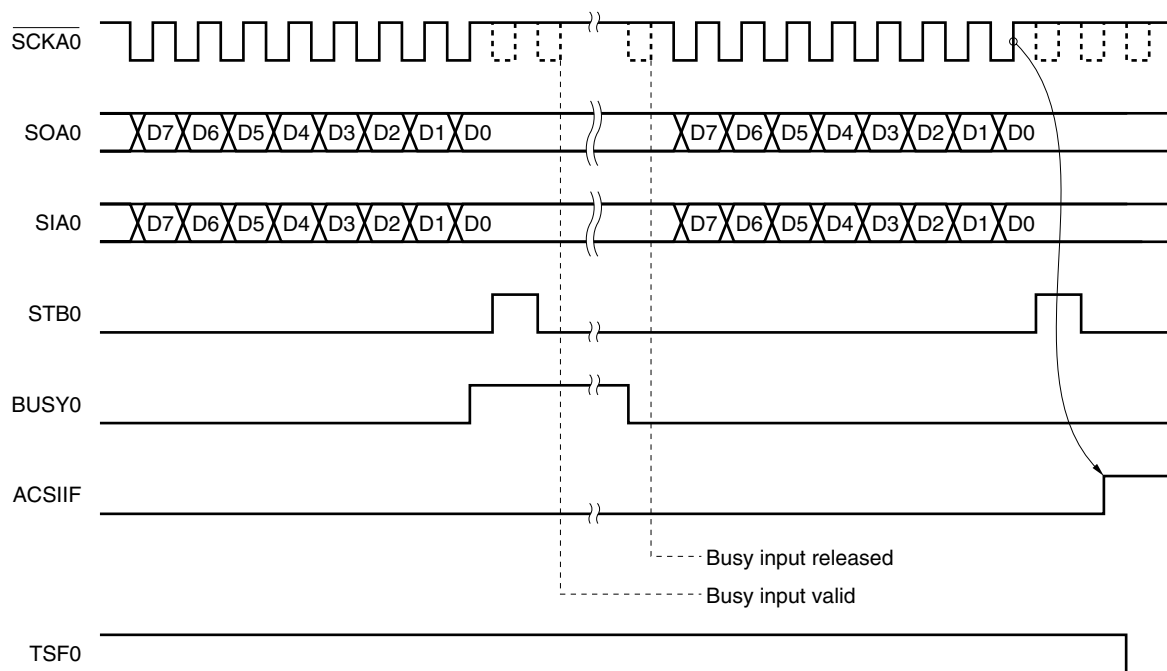 SCKA0
SOA0 D7 D6 D5 D4 D3 D2 D1 D0 D7 D6 D5 D4 D3 D2 D1 D0
SIA0 D7 D6 D5 D4 D3 D2 D1 D0 D7 D6 D5 D4 D3 D2 D1 D0
STB0
BUSY0
ACSIIF
Busy input released
Busy input valid
TSF0